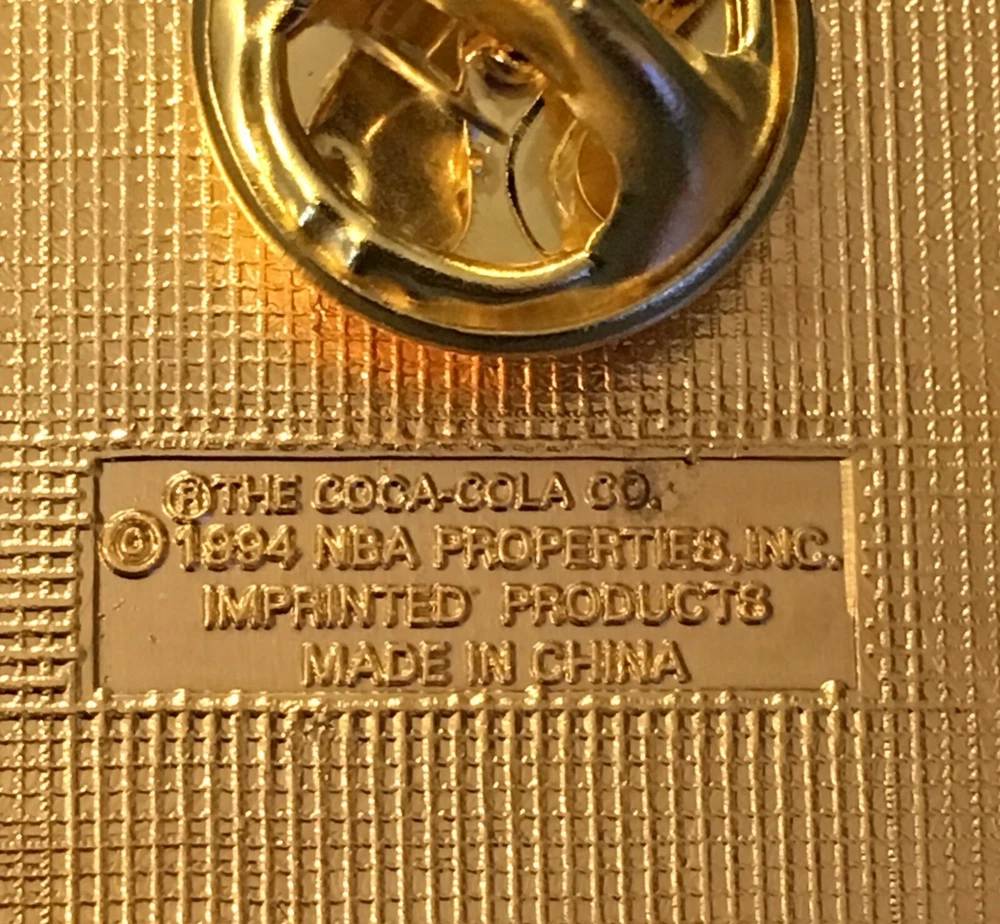 ®THE COCA-COLA CO.
© 1994 NBA PROPERTIES, INC.
IMPRINTED PRODUCTS
MADE IN CHINA